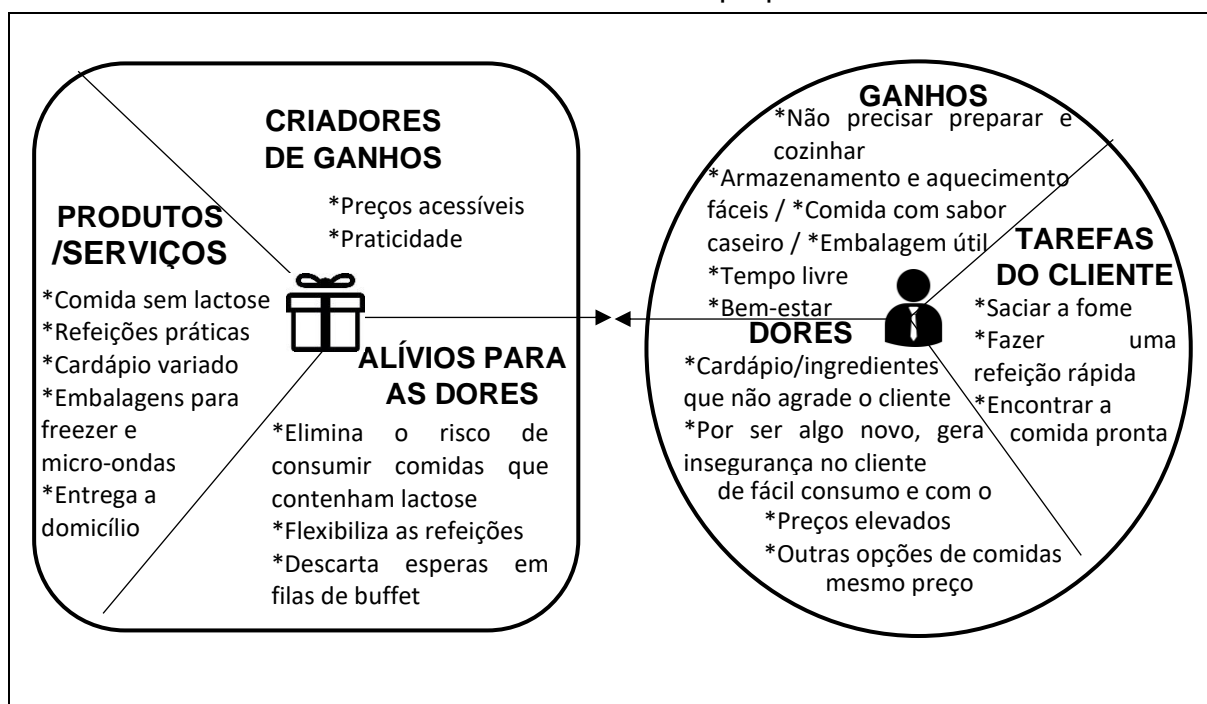 CRIADORES
DE GANHOS
*Preços acessíveis
*Praticidade
PRODUTOS
/SERVIÇOS
*Comida sem lactose
*Refeições práticas
*Cardápio variado
*Embalagens para
freezer e
micro-ondas
*Entrega a
domicílio
ALÍVIOS PARA
AS DORES
*Elimina o risco de
consumir comidas que
contenham lactose
*Flexibiliza as refeições
*Descarta esperas em
filas de buffet
GANHOS
*Não precisar preparar e
cozinhar
*Armazenamento e aquecimento
fáceis / *Comida com sabor
caseiro / *Embalagem útil
*Tempo livre
*Bem-estar
TAREFAS
DO CLIENTE
*Saciar a fome
*Fazer uma
refeição rápida
*Encontrar a
comida pronta
DORES
*Cardápio/ingredientes
que não agrade o cliente
*Por ser algo novo, gera
insegurança no cliente
de fácil consumo e com o
*Preços elevados
*Outras opções de comidas
mesmo preço